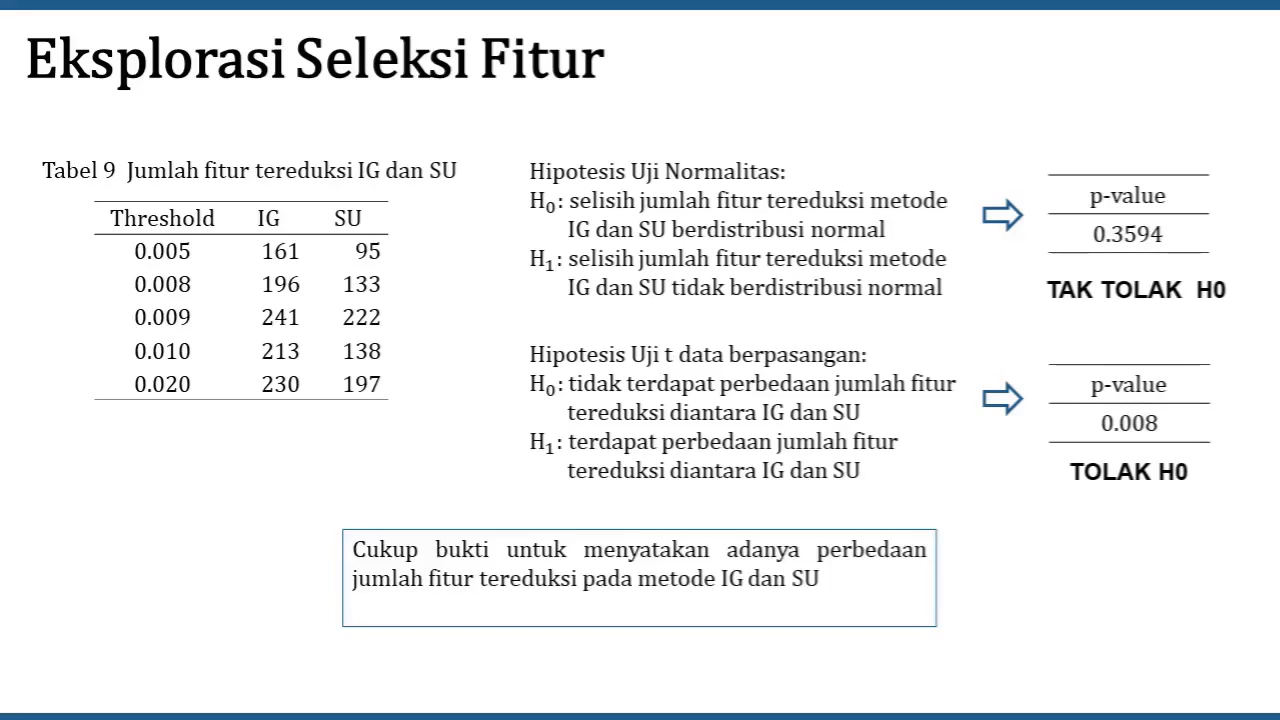 Eksplorasi Seleksi Fitur
Tabel 9 Jumlah fitur tereduksi IG dan SU
Threshold IG SU
0.005 161 95
0.008 196 133
0.009 241 222
0.010 213 138
0.020 230 197
Hipotesis Uji Normalitas:
H₀: selisih jumlah fitur tereduksi metode
IG dan SU berdistribusi normal
H₁: selisih jumlah fitur tereduksi metode
IG dan SU tidak berdistribusi normal
p-value
0.3594
TAK TOLAK H0
Hipotesis Uji t data berpasangan:
H₀: tidak terdapat perbedaan jumlah fitur
tereduksi diantara IG dan SU
H₁: terdapat perbedaan jumlah fitur
tereduksi diantara IG dan SU
p-value
0.008
TOLAK H0
Cukup bukti untuk menyatakan adanya perbedaan
jumlah fitur tereduksi pada metode IG dan SU